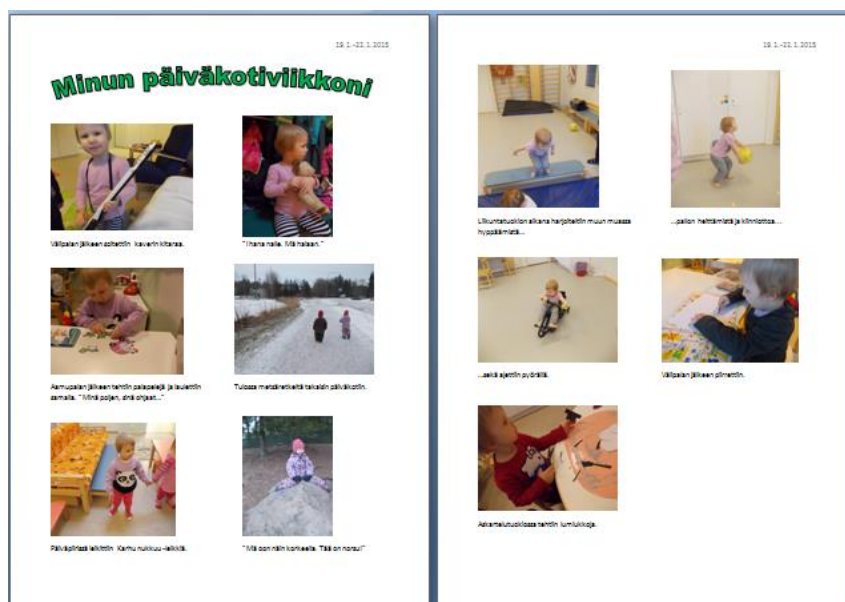 19.1.-23.1.2015
Minun päiväkotiviikkoni
Välipalan jälkeen soitettiin kaverin kitaraa.
"Ihana nalle. Mä halaan."
Aamupalan jälkeen tehtiin palapelejä ja laulettiin
samalla. "Minä poljen, sinä ohjaat..."
Tulossa metsäretkeltä takaisin päiväkotiin.
Päiväpiirissä leikittiin Karhu nukkuu -leikkiä.
"Mä oon näin korkeella. Tää on norsu!"
19.1.-23.1.2015
Liikuntatuokion aikana harjoiteltiin muun muassa
hyppäämistä...
...pallon heittämistä ja kiinniottoa...
...sekä ajettiin pyörällä.
Välipalan jälkeen piirrettiin.
Askartelutuokiossa tehtiin lumiukkoja.